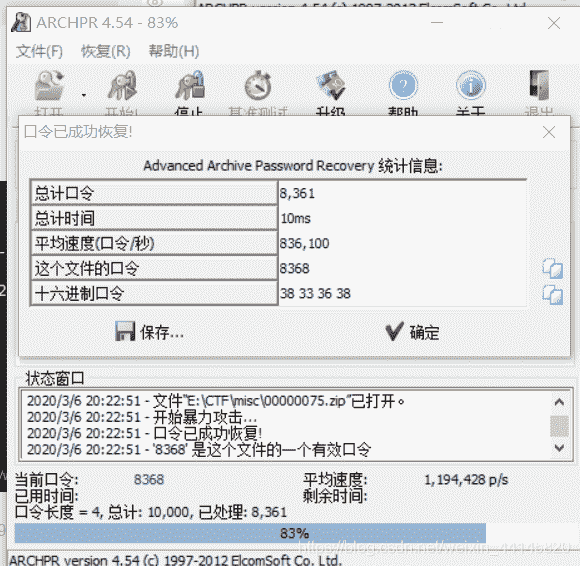 ARCHPR version 4.54 (c) 1997-2012 ElcomSoft Co. Ltd.
ARCHPR 4.54 - 83%
文件(F) 恢复(R) 帮助(H)
打开 开始! 停止 基准测试 升级 帮助 关于 退出
口令已成功恢复!
Advanced Archive Password Recovery 统计信息:
总计口令 8,361
总计时间 10ms
平均速度(口令/秒) 836,100
这个文件的口令 8368
十六进制口令 38 33 36 38
保存... 确定
状态窗口
2020/3/6 20:22:51 - 文件"E:\CTF\misc\00000075.zip"已打开。
2020/3/6 20:22:51 - 开始暴力攻击...
2020/3/6 20:22:51 - 口令已成功恢复!
2020/3/6 20:22:51 - '8368' 是这个文件的一个有效口令
当前口令: 8368 平均速度: 1,194,428 p/s
已用时间: 剩余时间:
口令长度 = 4, 总计: 10,000, 已处理: 8,361
83%
ARCHPR version 4.54 (c) 1997-2012 ElcomSoft Co. Ltd.